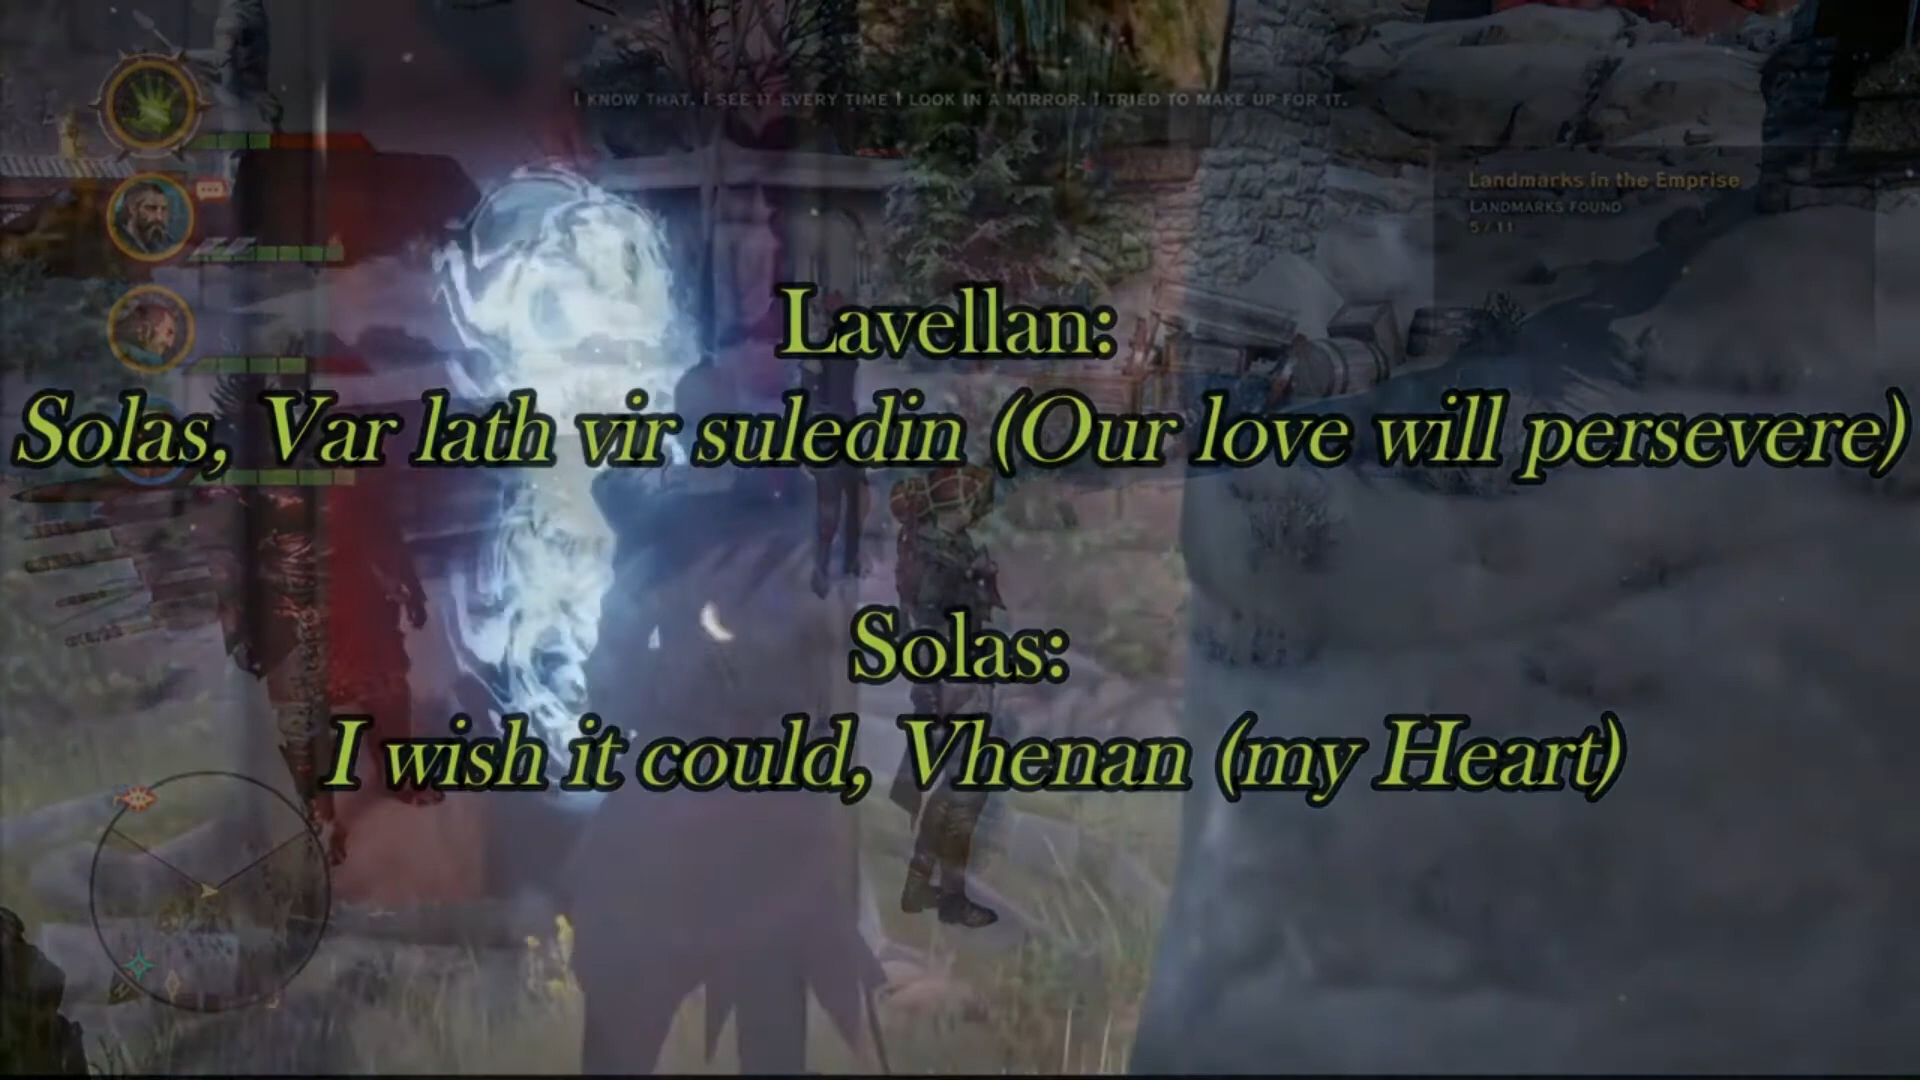 I KNOW THAT. I SEE IT EVERY TIME I LOOK IN A MIRROR. I TRIED TO MAKE UP FOR IT.
Landmarks in the Emprise
LANDMARKS FOUND
5 / 11
Lavellan:
Solas, Var lath vir suledin (Our love will persevere)
Solas:
I wish it could, Vhenan (my Heart)